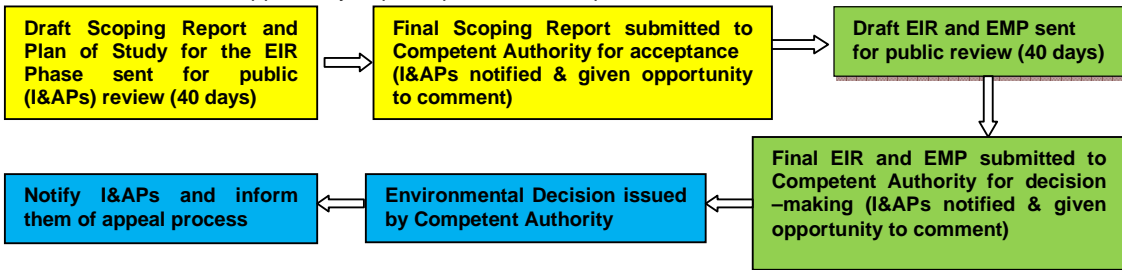 Draft Scoping Report and
Plan of Study for the EIR
Phase sent for public
(I&APs) review (40 days)
Final Scoping Report submitted to
Competent Authority for acceptance
(I&APs notified & given opportunity
to comment)
Draft EIR and EMP sent
for public review (40 days)
Final EIR and EMP submitted to
Competent Authority for decision
–making (I&APs notified & given
opportunity to comment)
Environmental Decision issued
by Competent Authority
Notify I&APs and inform
them of appeal process